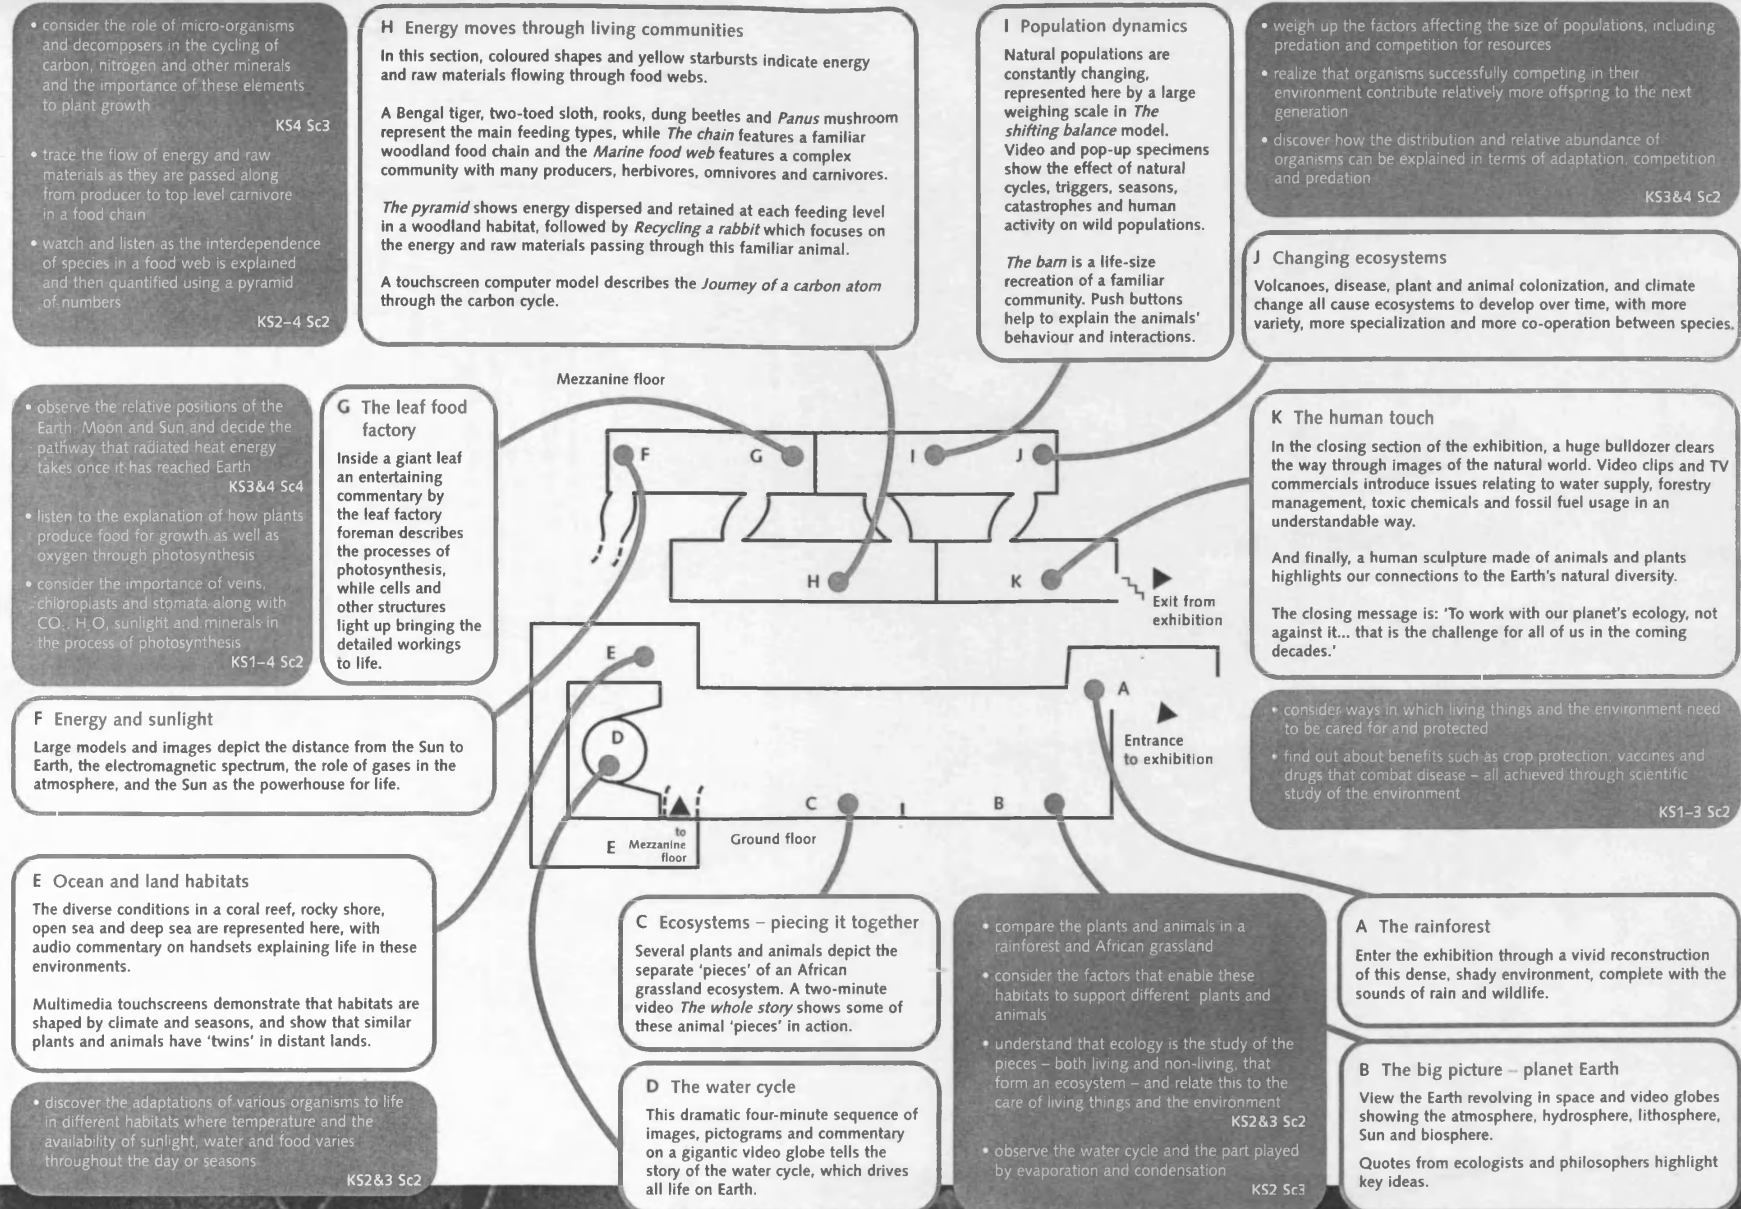 • consider the role of micro-organisms
and decomposers in the cycling of
carbon, nitrogen and other minerals
and the importance of these elements
to plant growth
KS4 Sc3
• trace the flow of energy and raw
materials as they are passed along
from producer to top level carnivore
in a food chain
• watch and listen as the interdependence
of species in a food web is explained
and then quantified using a pyramid
of numbers
KS2–4 Sc2
H Energy moves through living communities
In this section, coloured shapes and yellow starbursts indicate energy
and raw materials flowing through food webs.
A Bengal tiger, two-toed sloth, rooks, dung beetles and Panus mushroom
represent the main feeding types, while The chain features a familiar
woodland food chain and the Marine food web features a complex
community with many producers, herbivores, omnivores and carnivores.
The pyramid shows energy dispersed and retained at each feeding level
in a woodland habitat, followed by Recycling a rabbit which focuses on
the energy and raw materials passing through this familiar animal.
A touchscreen computer model describes the Journey of a carbon atom
through the carbon cycle.
I Population dynamics
Natural populations are
constantly changing,
represented here by a large
weighing scale in The
shifting balance model.
Video and pop-up specimens
show the effect of natural
cycles, triggers, seasons,
catastrophes and human
activity on wild populations.
The barn is a life-size
recreation of a familiar
community. Push buttons
help to explain the animals'
behaviour and interactions.
• weigh up the factors affecting the size of populations, including
predation and competition for resources
• realize that organisms successfully competing in their
environment contribute relatively more offspring to the next
generation
• discover how the distribution and relative abundance of
organisms can be explained in terms of adaptation, competition
and predation
KS3&4 Sc2
J Changing ecosystems
Volcanoes, disease, plant and animal colonization, and climate
change all cause ecosystems to develop over time, with more
variety, more specialization and more co-operation between species.
• observe the relative positions of the
Earth, Moon and Sun and decide the
pathway that radiated heat energy
takes once it has reached Earth
KS3&4 Sc4
• listen to the explanation of how plants
produce food for growth as well as
oxygen through photosynthesis
• consider the importance of veins,
chloroplasts and stomata along with
CO₂, H₂O, sunlight and minerals in
the process of photosynthesis
KS1–4 Sc2
G The leaf food
factory
Inside a giant leaf
an entertaining
commentary by
the leaf factory
foreman describes
the processes of
photosynthesis,
while cells and
other structures
light up bringing the
detailed workings
to life.
Mezzanine floor
F
G
I
J
H
K
Exit from
exhibition
K The human touch
In the closing section of the exhibition, a huge bulldozer clears
the way through images of the natural world. Video clips and TV
commercials introduce issues relating to water supply, forestry
management, toxic chemicals and fossil fuel usage in an
understandable way.
And finally, a human sculpture made of animals and plants
highlights our connections to the Earth's natural diversity.
The closing message is: 'To work with our planet's ecology, not
against it... that is the challenge for all of us in the coming
decades.'
F Energy and sunlight
Large models and images depict the distance from the Sun to
Earth, the electromagnetic spectrum, the role of gases in the
atmosphere, and the Sun as the powerhouse for life.
E
A
D
Entrance
to exhibition
C
B
E
to
Mezzanine
floor
Ground floor
• consider ways in which living things and the environment need
to be cared for and protected
• find out about benefits such as crop protection, vaccines and
drugs that combat disease – all achieved through scientific
study of the environment
KS1–3 Sc2
E Ocean and land habitats
The diverse conditions in a coral reef, rocky shore,
open sea and deep sea are represented here, with
audio commentary on handsets explaining life in these
environments.
Multimedia touchscreens demonstrate that habitats are
shaped by climate and seasons, and show that similar
plants and animals have 'twins' in distant lands.
• discover the adaptations of various organisms to life
in different habitats where temperature and the
availability of sunlight, water and food varies
throughout the day or seasons
KS2&3 Sc2
C Ecosystems – piecing it together
Several plants and animals depict the
separate 'pieces' of an African
grassland ecosystem. A two-minute
video The whole story shows some of
these animal 'pieces' in action.
D The water cycle
This dramatic four-minute sequence of
images, pictograms and commentary
on a gigantic video globe tells the
story of the water cycle, which drives
all life on Earth.
• compare the plants and animals in a
rainforest and African grassland
• consider the factors that enable these
habitats to support different plants and
animals
• understand that ecology is the study of the
pieces – both living and non-living, that
form an ecosystem – and relate this to the
care of living things and the environment
KS2&3 Sc2
• observe the water cycle and the part played
by evaporation and condensation
KS2 Sc3
A The rainforest
Enter the exhibition through a vivid reconstruction
of this dense, shady environment, complete with the
sounds of rain and wildlife.
B The big picture – planet Earth
View the Earth revolving in space and video globes
showing the atmosphere, hydrosphere, lithosphere,
Sun and biosphere.
Quotes from ecologists and philosophers highlight
key ideas.